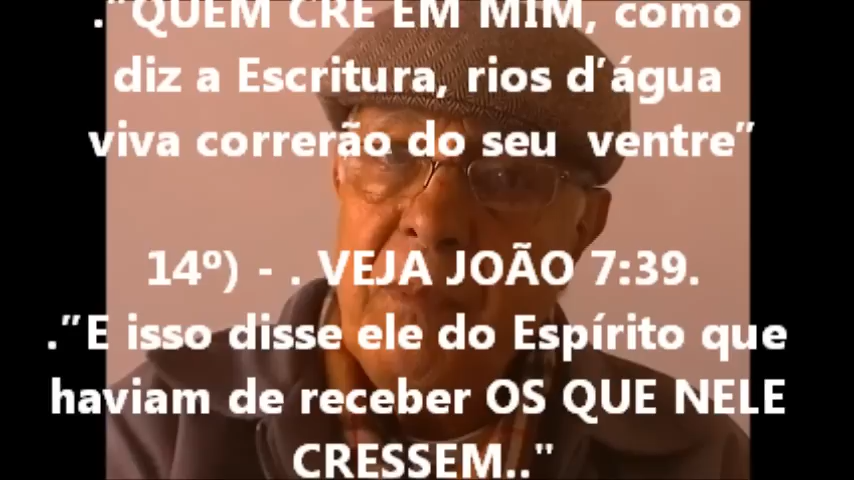 ."QUEM CRE EM MIM, como
diz a Escritura, rios d’água
viva correrão do seu ventre”
14º) - . VEJA JOÃO 7:39.
.”E isso disse ele do Espírito que
haviam de receber OS QUE NELE
CRESSEM.."